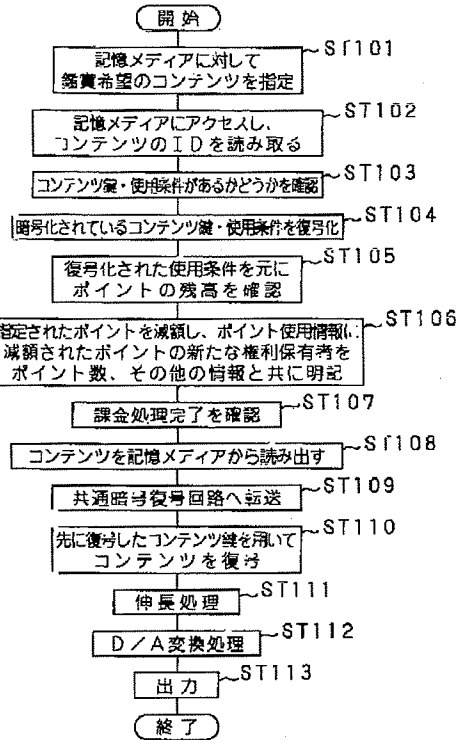 開始
記憶メディアに対して
鑑賞希望のコンテンツを指定
ST101
記憶メディアにアクセスし、
コンテンツのIDを読み取る
ST102
コンテンツ鍵・使用条件があるかどうかを確認
ST103
暗号化されているコンテンツ鍵・使用条件を復号化
ST104
復号化された使用条件を元に
ポイントの残高を確認
ST105
指定されたポイントを減額し、ポイント使用情報に
減額されたポイントの新たな権利保有者を
ポイント数、その他の情報と共に明記
ST106
課金処理完了を確認
ST107
コンテンツを記憶メディアから読み出す
ST108
共通暗号復号回路へ転送
ST109
先に復号したコンテンツ鍵を用いて
コンテンツを復号
ST110
伸長処理
ST111
D/A変換処理
ST112
出力
ST113
終了